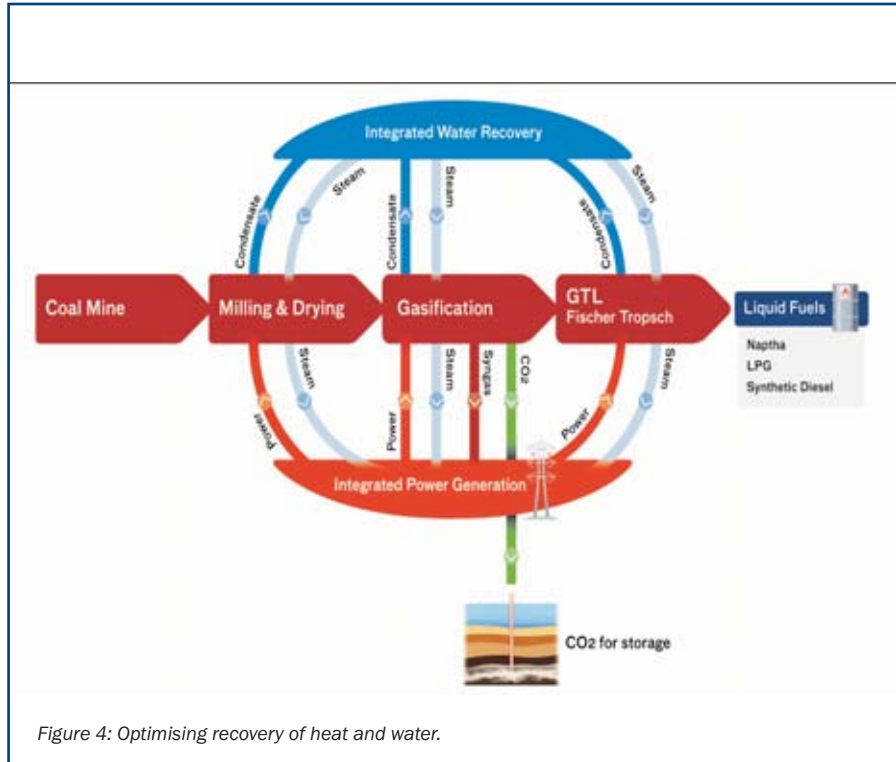 Integrated Water Recovery
Condensate
Steam
Condensate
Steam
Condensate
Steam
Coal Mine
Milling & Drying
Gasification
GTL
Fischer Tropsch
Liquid Fuels
Naptha
LPG
Synthetic Diesel
Power
Steam
Power
Steam
Syngas
CO2
Power
Steam
Integrated Power Generation
CO2 for storage
Figure 4: Optimising recovery of heat and water.